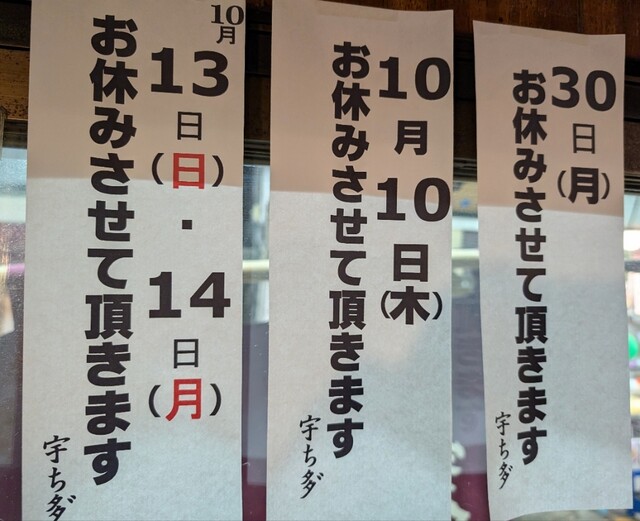 30日(月)
お休みさせて頂きます
宇ち多゙
10月10日(木)
お休みさせて頂きます
宇ち多゙
10月
13日(日)・14日(月)
お休みさせて頂きます
宇ち多゙